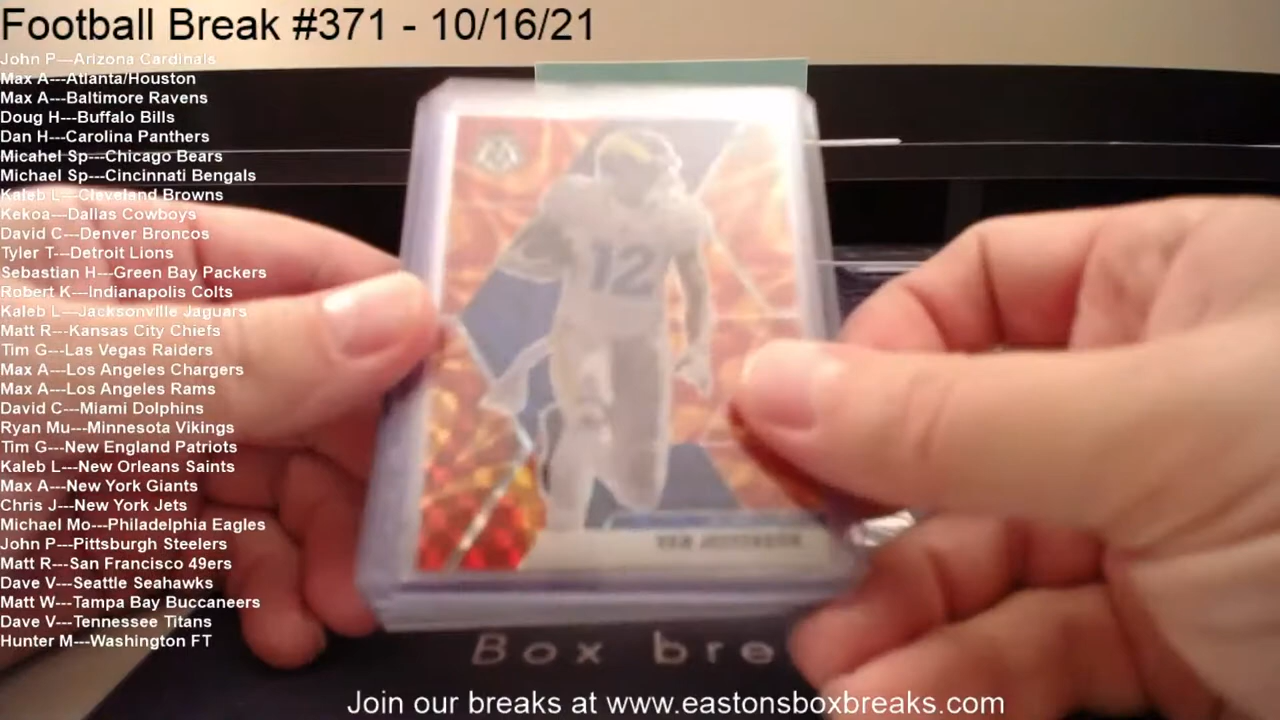 Football Break #371 - 10/16/21
John P---Arizona Cardinals
Max A---Atlanta/Houston
Max A---Baltimore Ravens
Doug H---Buffalo Bills
Dan H---Carolina Panthers
Micahel Sp---Chicago Bears
Michael Sp---Cincinnati Bengals
Kaleb L---Cleveland Browns
Kekoa---Dallas Cowboys
David C---Denver Broncos
Tyler T---Detroit Lions
Sebastian H---Green Bay Packers
Robert K---Indianapolis Colts
Kaleb L---Jacksonville Jaguars
Matt R---Kansas City Chiefs
Tim G---Las Vegas Raiders
Max A---Los Angeles Chargers
Max A---Los Angeles Rams
David C---Miami Dolphins
Ryan Mu---Minnesota Vikings
Tim G---New England Patriots
Kaleb L---New Orleans Saints
Max A---New York Giants
Chris J---New York Jets
Michael Mo---Philadelphia Eagles
John P---Pittsburgh Steelers
Matt R---San Francisco 49ers
Dave V---Seattle Seahawks
Matt W---Tampa Bay Buccaneers
Dave V---Tennessee Titans
Hunter M---Washington FT
12
VAN JEFFERSON
Box bre
Join our breaks at www.eastonsboxbreaks.com